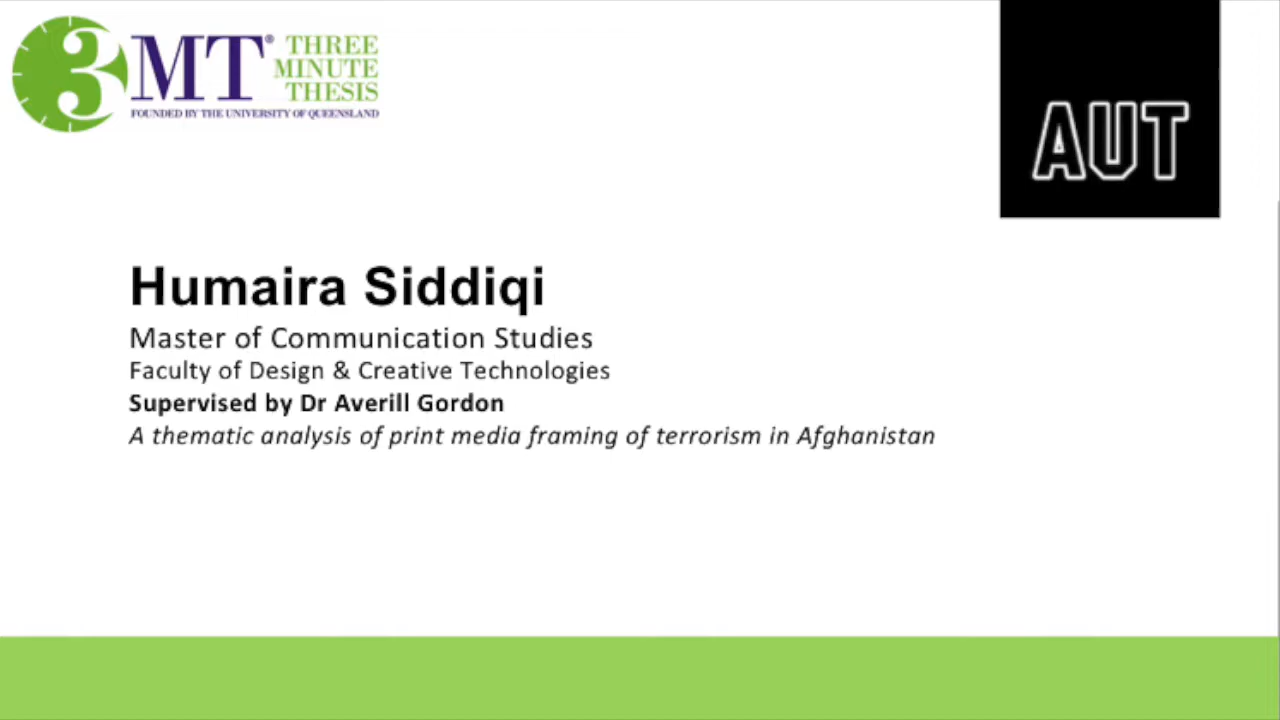 3MT® THREE
MINUTE
THESIS
FOUNDED BY THE UNIVERSITY OF QUEENSLAND
AUT
Humaira Siddiqi
Master of Communication Studies
Faculty of Design & Creative Technologies
Supervised by Dr Averill Gordon
A thematic analysis of print media framing of terrorism in Afghanistan